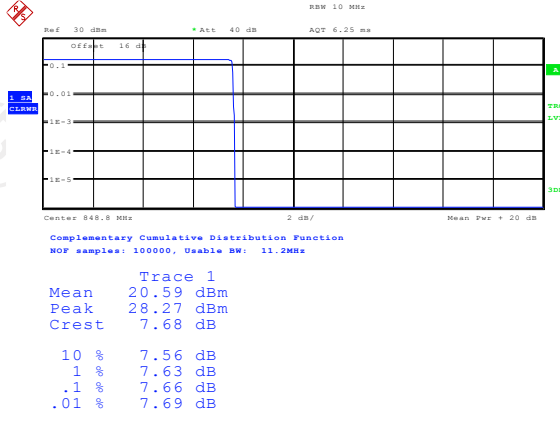 RBW 10 MHz
Ref 30 dBm * Att 40 dB AQT 6.25 ms
Offset 16 dB
0.1
0.01
1E-3
1E-4
1E-5
1 SA
CLRWR
A
TRG
LVL
3DB
Center 848.8 MHz 2 dB/ Mean Pwr + 20 dB
Complementary Cumulative Distribution Function
NOF samples: 100000, Usable BW: 11.2MHz
Trace 1
Mean 20.59 dBm
Peak 28.27 dBm
Crest 7.68 dB
10 % 7.56 dB
1 % 7.63 dB
.1 % 7.66 dB
.01 % 7.69 dB